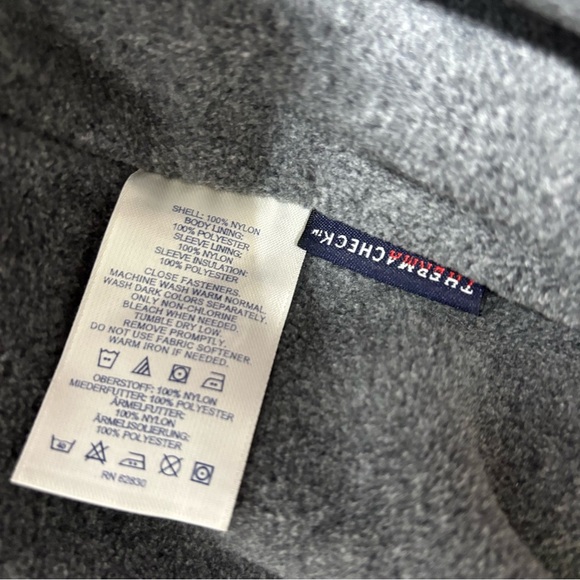 SHELL: 100% NYLON
BODY LINING:
100% POLYESTER
SLEEVE LINING:
100% NYLON
SLEEVE INSULATION:
100% POLYESTER
CLOSE FASTENERS.
MACHINE WASH WARM NORMAL.
WASH DARK COLORS SEPARATELY.
ONLY NON-CHLORINE
BLEACH WHEN NEEDED.
TUMBLE DRY LOW.
REMOVE PROMPTLY.
DO NOT USE FABRIC SOFTENER.
WARM IRON IF NEEDED.
OBERSTOFF: 100% NYLON
MIEDERFUTTER: 100% POLYESTER
ÄRMELFUTTER:
100% NYLON
ÄRMELISOLIERUNG:
100% POLYESTER
40
RN 62830
THERMACHECK™